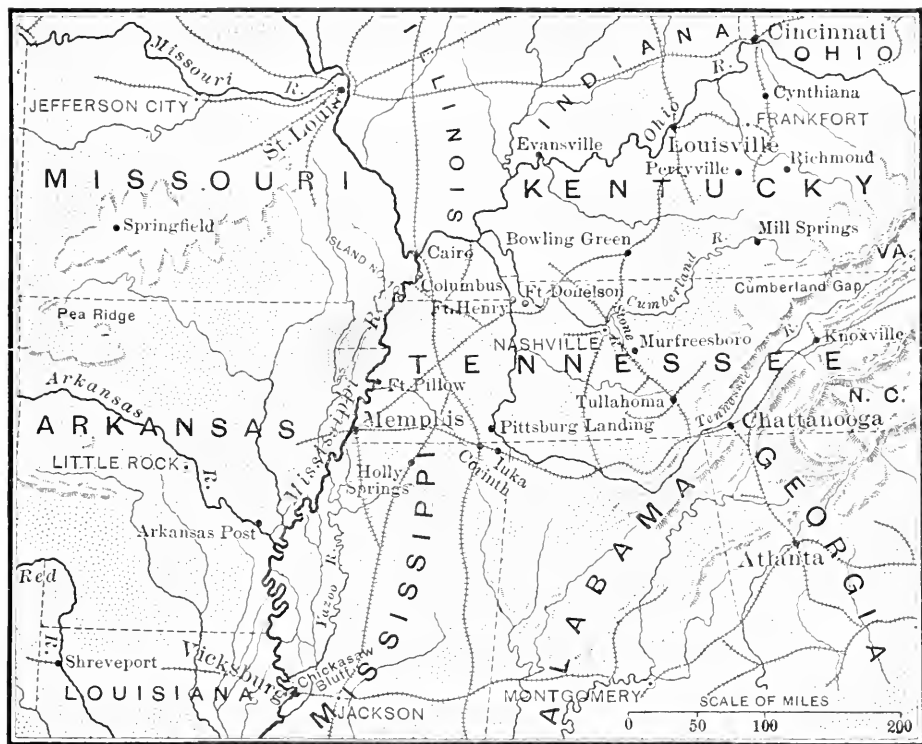 Cincinnati
OHIO
INDIANA
ILLINOIS
Missouri R.
JEFFERSON CITY
St. Louis
Cynthiana
FRANKFORT
Ohio R.
Louisville
Evansville
Perryville
Richmond
MISSOURI
KENTUCKY
Springfield
Mill Springs
Bowling Green
Cairo
VA.
ISLAND NO.
Columbus
Ft. Donelson
Cumberland R.
Cumberland Gap
Ft. Henry
Pea Ridge
Stone R.
NASHVILLE
Murfreesboro
Knoxville
TENNESSEE
Arkansas R.
Ft. Pillow
Tullahoma
Tennessee R.
N. C.
Mississippi R.
Memphis
Pittsburg Landing
Chattanooga
ARKANSAS
LITTLE ROCK
Holly
Springs
Corinth
Iuka
Arkansas Post
MISSISSIPPI
ALABAMA
GEORGIA
Atlanta
Red R.
Yazoo R.
Shreveport
Vicksburg
Chickasaw
Bluffs
LOUISIANA
JACKSON
MONTGOMERY
SCALE OF MILES
0 50 100 200